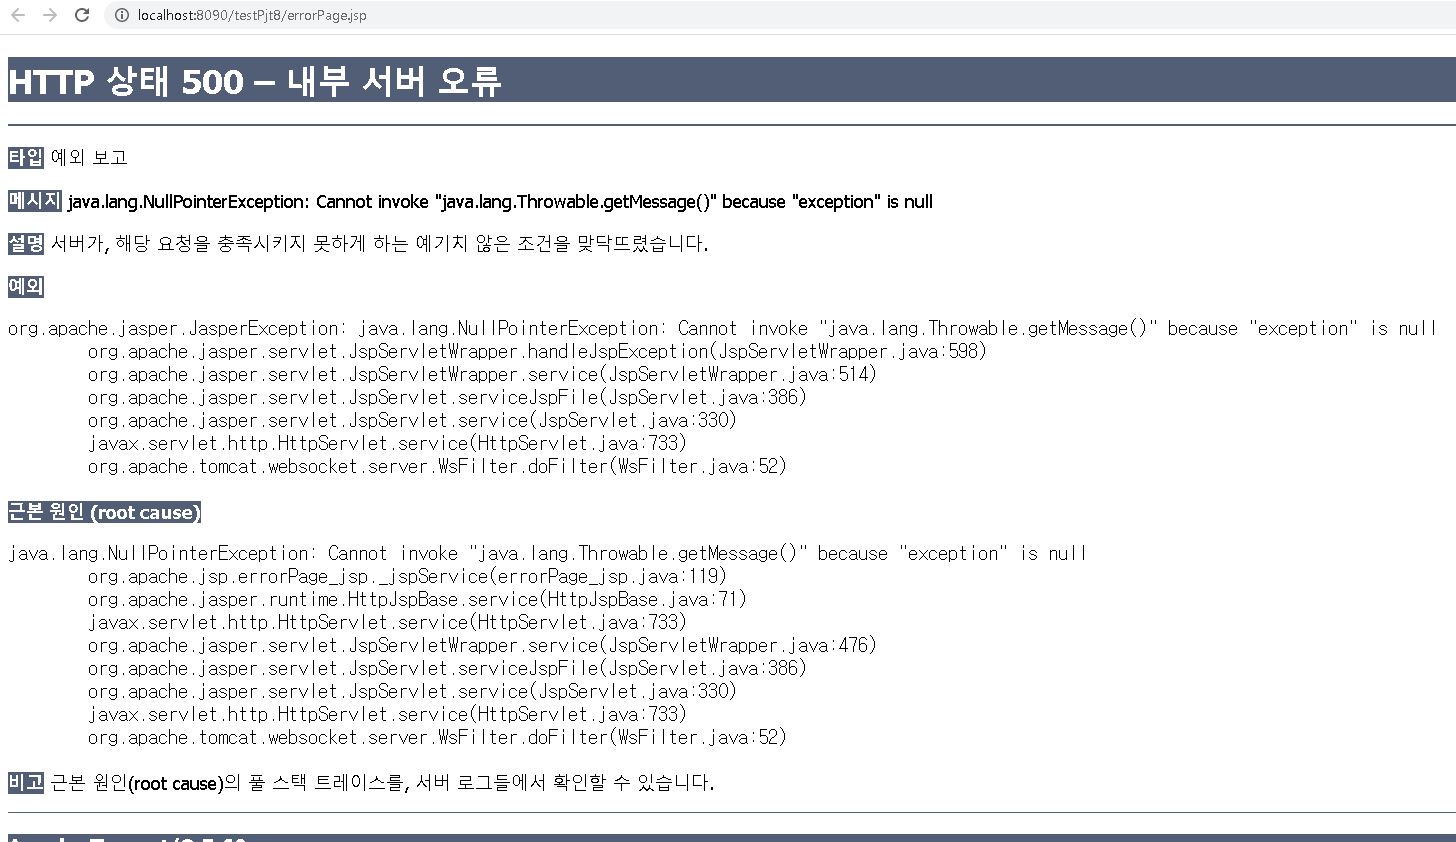 localhost:8090/testPjt8/errorPage.jsp
HTTP 상태 500 – 내부 서버 오류
타입 예외 보고
메시지 java.lang.NullPointerException: Cannot invoke "java.lang.Throwable.getMessage()" because "exception" is null
설명 서버가, 해당 요청을 충족시키지 못하게 하는 예기치 않은 조건을 맞닥뜨렸습니다.
예외
org.apache.jasper.JasperException: java.lang.NullPointerException: Cannot invoke "java.lang.Throwable.getMessage()" because "exception" is null
org.apache.jasper.servlet.JspServletWrapper.handleJspException(JspServletWrapper.java:598)
org.apache.jasper.servlet.JspServletWrapper.service(JspServletWrapper.java:514)
org.apache.jasper.servlet.JspServlet.serviceJspFile(JspServlet.java:386)
org.apache.jasper.servlet.JspServlet.service(JspServlet.java:330)
javax.servlet.http.HttpServlet.service(HttpServlet.java:733)
org.apache.tomcat.websocket.server.WsFilter.doFilter(WsFilter.java:52)
근본 원인 (root cause)
java.lang.NullPointerException: Cannot invoke "java.lang.Throwable.getMessage()" because "exception" is null
org.apache.jsp.errorPage_jsp._jspService(errorPage_jsp.java:119)
org.apache.jasper.runtime.HttpJspBase.service(HttpJspBase.java:71)
javax.servlet.http.HttpServlet.service(HttpServlet.java:733)
org.apache.jasper.servlet.JspServletWrapper.service(JspServletWrapper.java:476)
org.apache.jasper.servlet.JspServlet.serviceJspFile(JspServlet.java:386)
org.apache.jasper.servlet.JspServlet.service(JspServlet.java:330)
javax.servlet.http.HttpServlet.service(HttpServlet.java:733)
org.apache.tomcat.websocket.server.WsFilter.doFilter(WsFilter.java:52)
비고 근본 원인(root cause)의 풀 스택 트레이스를, 서버 로그들에서 확인할 수 있습니다.